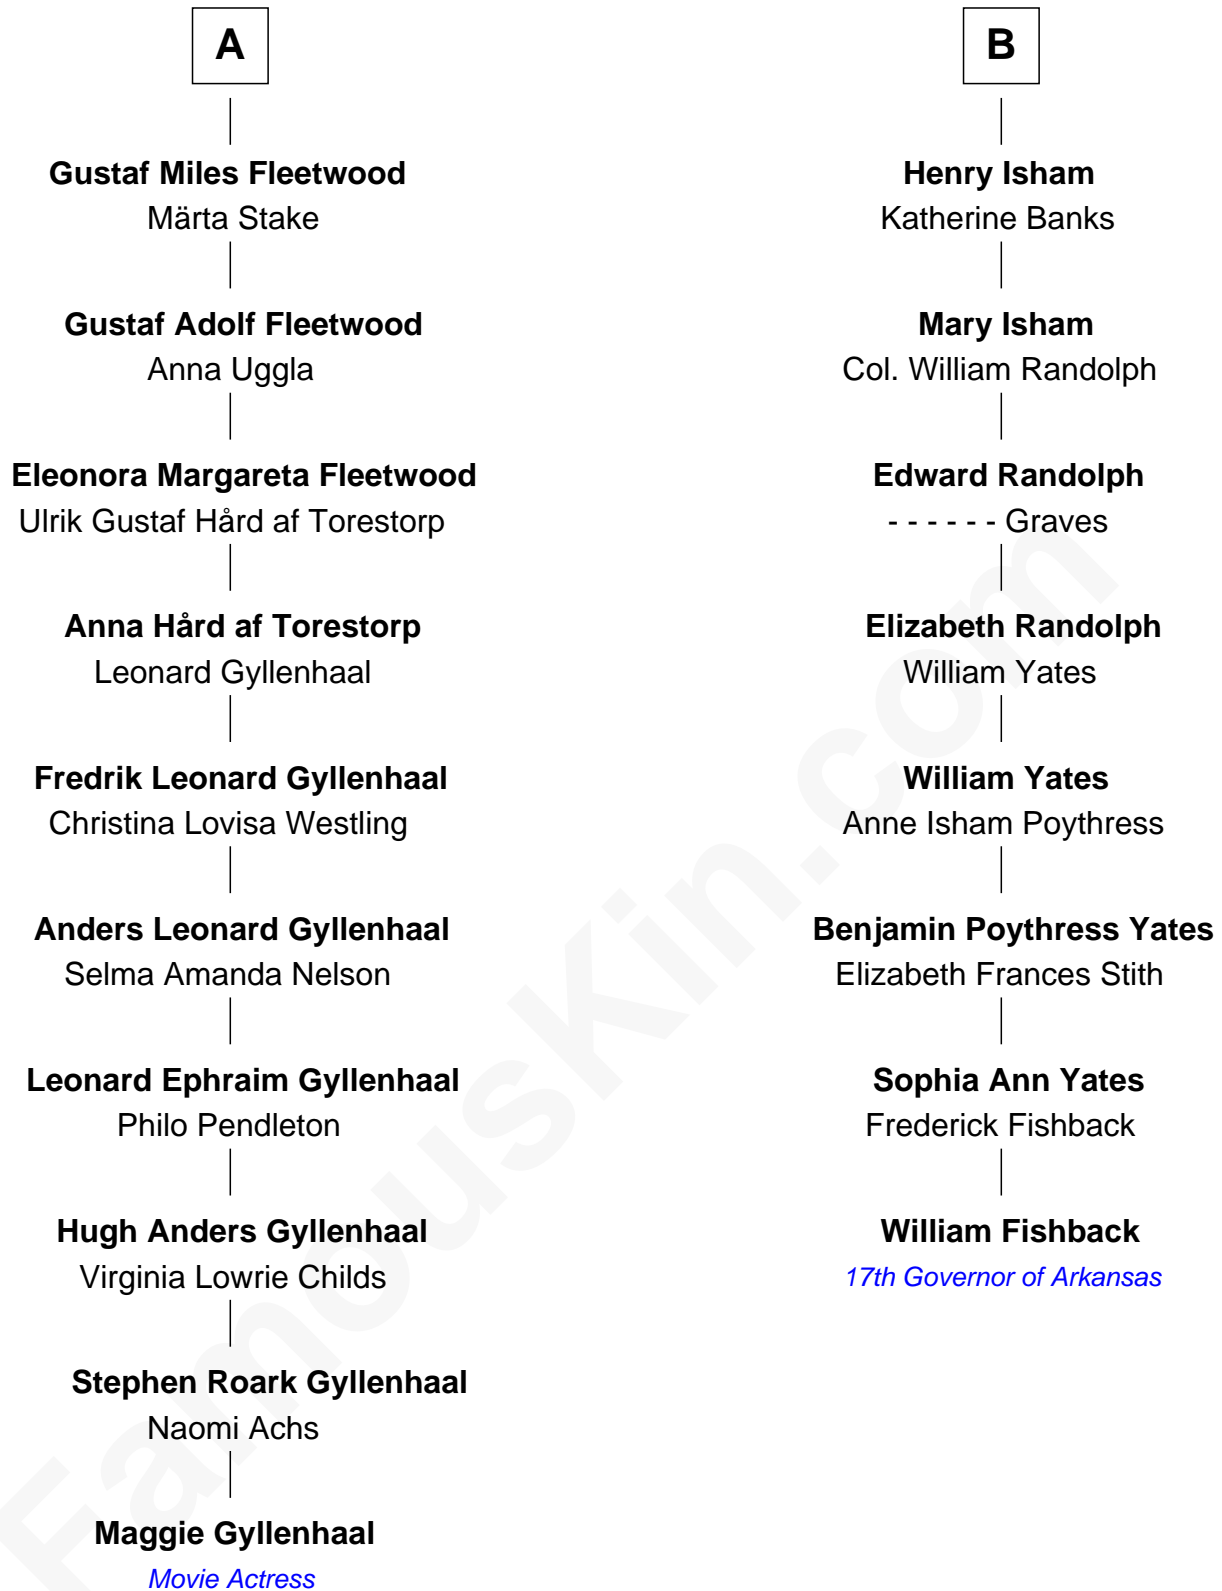 A
Gustaf Miles Fleetwood
Märta Stake
Gustaf Adolf Fleetwood
Anna Uggla
Eleonora Margareta Fleetwood
Ulrik Gustaf Hård af Torestorp
Anna Hård af Torestorp
Leonard Gyllenhaal
Fredrik Leonard Gyllenhaal
Christina Lovisa Westling
Anders Leonard Gyllenhaal
Selma Amanda Nelson
Leonard Ephraim Gyllenhaal
Philo Pendleton
Hugh Anders Gyllenhaal
Virginia Lowrie Childs
Stephen Roark Gyllenhaal
Naomi Achs
Maggie Gyllenhaal
Movie Actress
B
Henry Isham
Katherine Banks
Mary Isham
Col. William Randolph
Edward Randolph
- - - - - - Graves
Elizabeth Randolph
William Yates
William Yates
Anne Isham Poythress
Benjamin Poythress Yates
Elizabeth Frances Stith
Sophia Ann Yates
Frederick Fishback
William Fishback
17th Governor of Arkansas
FamousKin.com